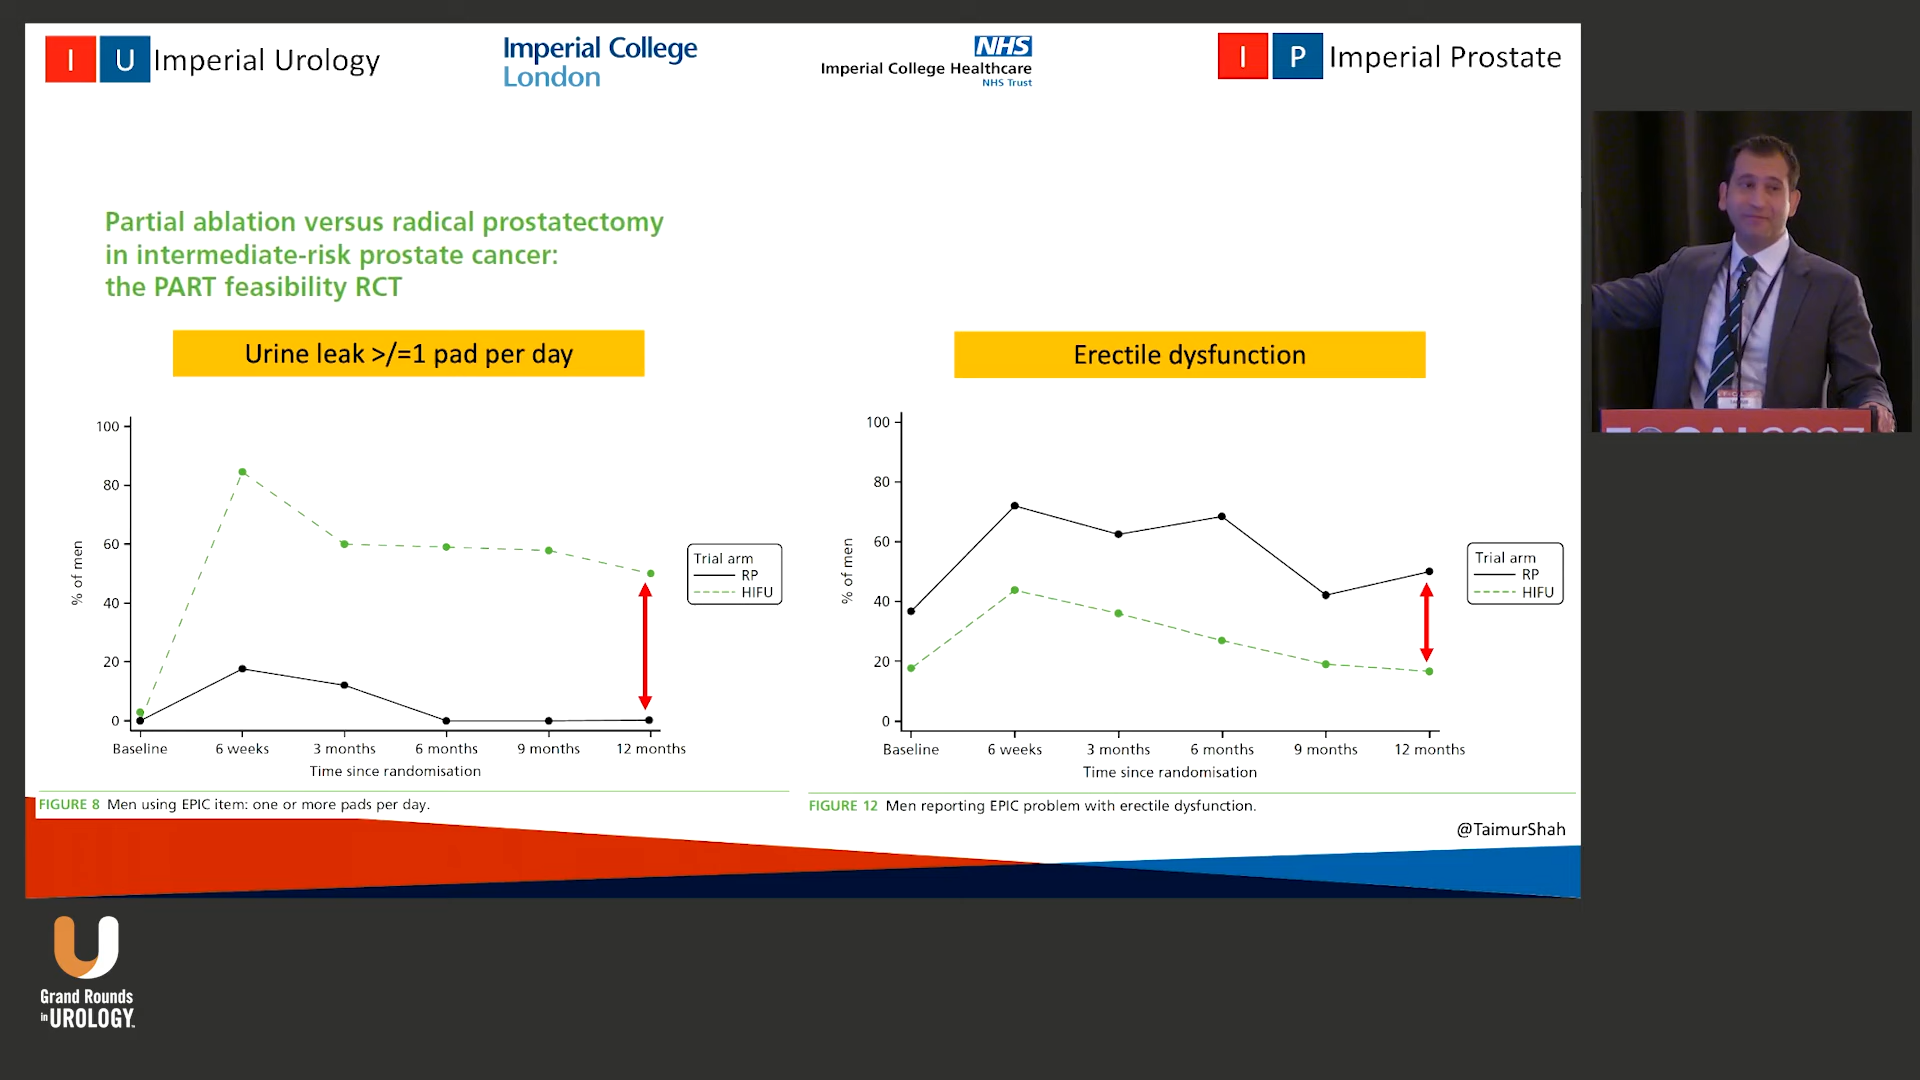 I U Imperial Urology
Imperial College
London
NHS
Imperial College Healthcare
NHS Trust
I P Imperial Prostate
Partial ablation versus radical prostatectomy
in intermediate-risk prostate cancer:
the PART feasibility RCT
Urine leak >/=1 pad per day
100
80
60
40
20
0
% of men
Baseline
6 weeks
3 months
6 months
9 months
12 months
Time since randomisation
Trial arm
RP
HIFU
FIGURE 8 Men using EPIC item: one or more pads per day.
Erectile dysfunction
100
80
60
40
20
0
% of men
Baseline
6 weeks
3 months
6 months
9 months
12 months
Time since randomisation
Trial arm
RP
HIFU
FIGURE 12 Men reporting EPIC problem with erectile dysfunction.
@TaimurShah
Grand Rounds
in UROLOGY